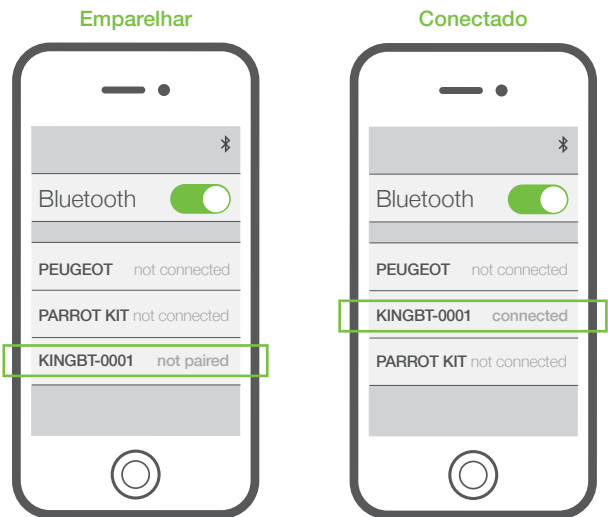 Emparelhar
Bluetooth
PEUGEOT not connected
PARROT KIT not connected
KINGBT-0001 not paired
Conectado
Bluetooth
PEUGEOT not connected
KINGBT-0001 connected
PARROT KIT not connected